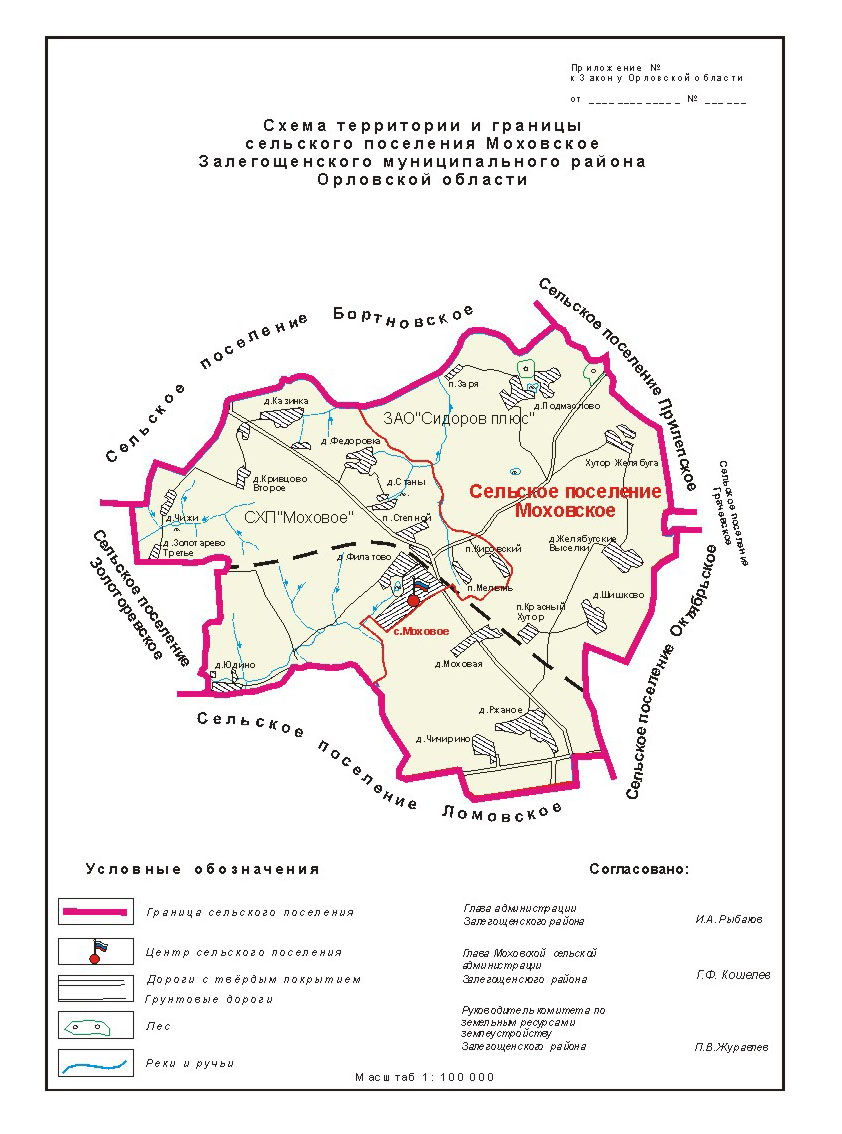 Приложение №
к Закону Орловской области
от _____________ № ______
Схема территории и границы
сельского поселения Моховское
Залегощенского муниципального района
Орловской области
Сельское поселение Бортновское
Сельское поселение Прилепское
Сельское поселение
Грачевское
Сельское поселение Октябрьское
Сельское поселение Ломовское
Сельское поселение
Золоторевское
п.Заря
д.Казинка
д.Подмаслово
ЗАО"Сидоров плюс"
д.Федоровка
Хутор Желябуга
д.Кривцово
Второе
д.Станы
Сельское поселение
Моховское
д.Чижи
СХП"Моховое"
п.Степной
д.Золотарево
Третье
д.Филатово
п.Кировский
д.Желябугские
Выселки
п.Мелынь
д.Шишково
п.Красный
Хутор
с.Моховое
д.Юдино
д.Моховая
д.Ржаное
д.Чичирино
Условные обозначения
Граница сельского поселения
Центр сельского поселения
Дороги с твёрдым покрытием
Грунтовые дороги
Лес
Реки и ручьи
Согласовано:
Глава администрации
Залегощенского района
И.А.Рыбаков
Глава Моховской сельской
администрации
Залегощенского района
Г.Ф. Кошелев
Руководитель комитета по
земельным ресурсам и
землеустройству
Залегощенского района
П.В.Журавлев
Масштаб 1:100 000